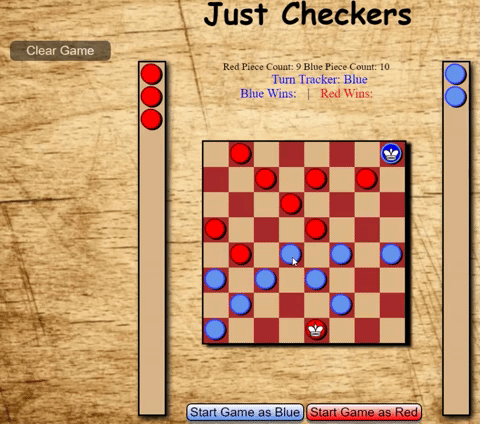 Just Checkers
Clear Game
Red Piece Count: 9 Blue Piece Count: 10
Turn Tracker: Blue
Blue Wins: | Red Wins:
Start Game as Blue
Start Game as Red